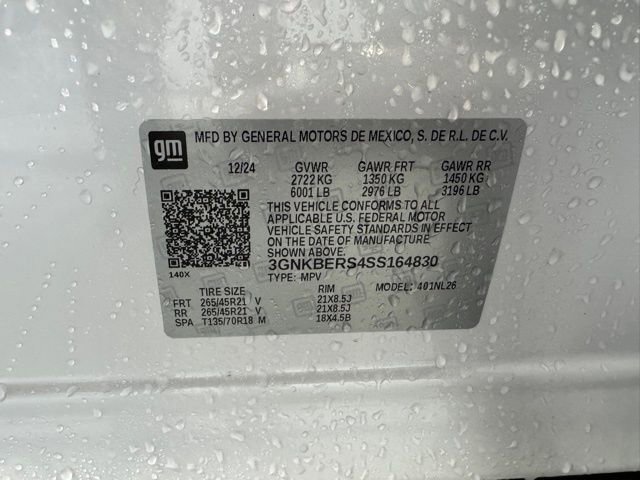 gm
MFD BY GENERAL MOTORS DE MEXICO, S. DE R.L. DE C.V.
12/24 GVWR GAWR FRT GAWR RR
2722 KG 1350 KG 1450 KG
6001 LB 2976 LB 3196 LB
THIS VEHICLE CONFORMS TO ALL
APPLICABLE U.S. FEDERAL MOTOR
VEHICLE SAFETY STANDARDS IN EFFECT
ON THE DATE OF MANUFACTURE
SHOWN ABOVE.
3GNKBERS4SS164830
140X TYPE: MPV MODEL: 401NL26
TIRE SIZE RIM
FRT 265/45R21 V 21X8.5J
RR 265/45R21 V 21X8.5J
SPA T135/70R18 M 18X4.5B